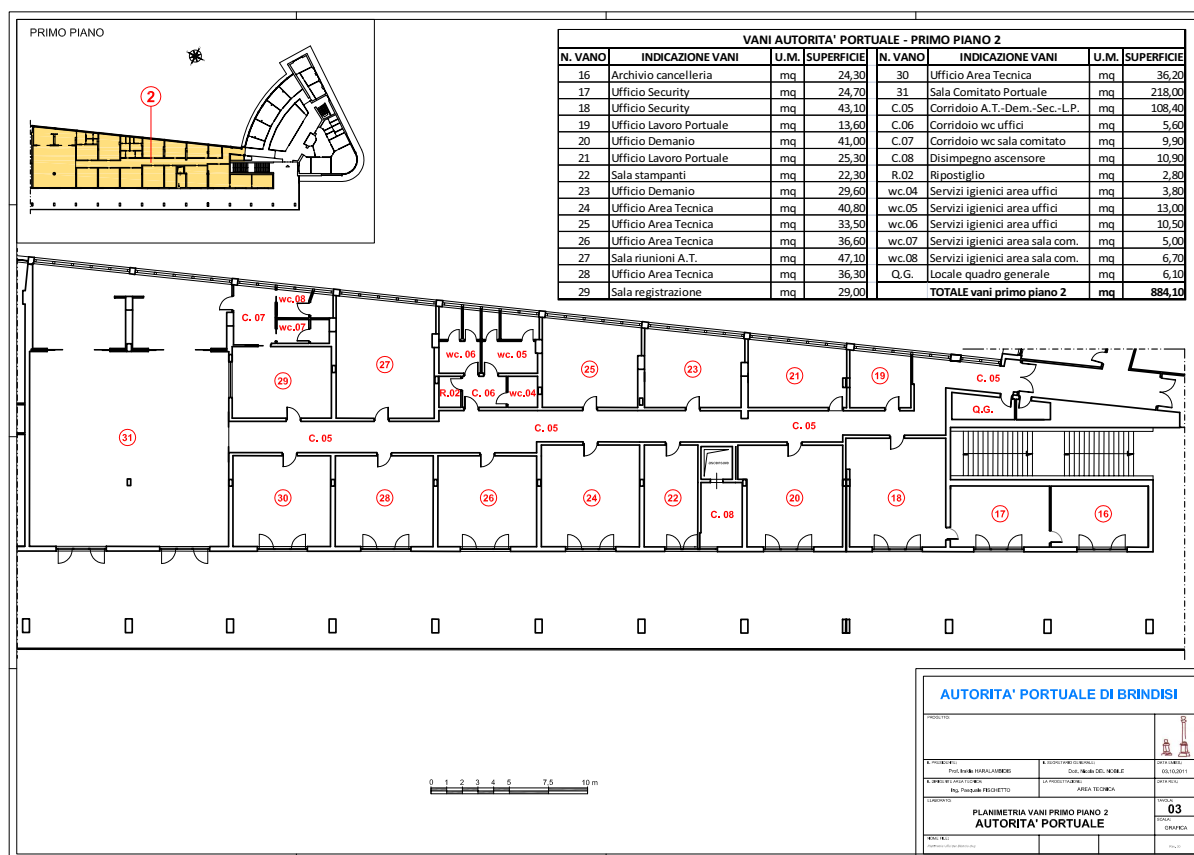 PRIMO PIANO
2
VANI AUTORITA' PORTUALE - PRIMO PIANO 2
N. VANO INDICAZIONE VANI U.M. SUPERFICIE N. VANO INDICAZIONE VANI U.M. SUPERFICIE
16 Archivio cancelleria mq 24,30 30 Ufficio Area Tecnica mq 36,20
17 Ufficio Security mq 24,70 31 Sala Comitato Portuale mq 218,00
18 Ufficio Security mq 43,10 C.05 Corridoio A.T.-Dem.-Sec.-L.P. mq 108,40
19 Ufficio Lavoro Portuale mq 13,60 C.06 Corridoio wc uffici mq 5,60
20 Ufficio Demanio mq 41,00 C.07 Corridoio wc sala comitato mq 9,90
21 Ufficio Lavoro Portuale mq 25,30 C.08 Disimpegno ascensore mq 10,90
22 Sala stampanti mq 22,30 R.02 Ripostiglio mq 2,80
23 Ufficio Demanio mq 29,60 wc.04 Servizi igienici area uffici mq 3,80
24 Ufficio Area Tecnica mq 40,80 wc.05 Servizi igienici area uffici mq 13,00
25 Ufficio Area Tecnica mq 33,50 wc.06 Servizi igienici area uffici mq 10,50
26 Ufficio Area Tecnica mq 36,60 wc.07 Servizi igienici area sala com. mq 5,00
27 Sala riunioni A.T. mq 47,10 wc.08 Servizi igienici area sala com. mq 6,70
28 Ufficio Area Tecnica mq 36,30 Q.G. Locale quadro generale mq 6,10
29 Sala registrazione mq 29,00 TOTALE vani primo piano 2 mq 884,10
wc.08
C. 07
wc.07
wc. 06 wc. 05
27
29
25 23 21 19
C. 05
R.02 C. 06 wc.04
Q.G.
31
C. 05 C. 05 C. 05
ascensore
30 28 26 24 22 20 18 17 16
C. 08
0 1 2 3 4 5 7,5 10 m
AUTORITA' PORTUALE DI BRINDISI
PROGETTO:
IL PRESIDENTE: IL SEGRETARIO GENERALE:
Prof. Iraklis HARALAMBIDIS Dott. Nicola DEL NOBILE 03,10,2011
Ing. Pasquale FISCHETTO AREA TECNICA
ELABORATO: TAVOLA:
PLANIMETRIA VANI PRIMO PIANO 2 03
AUTORITA' PORTUALE SCALA:
GRAFICA